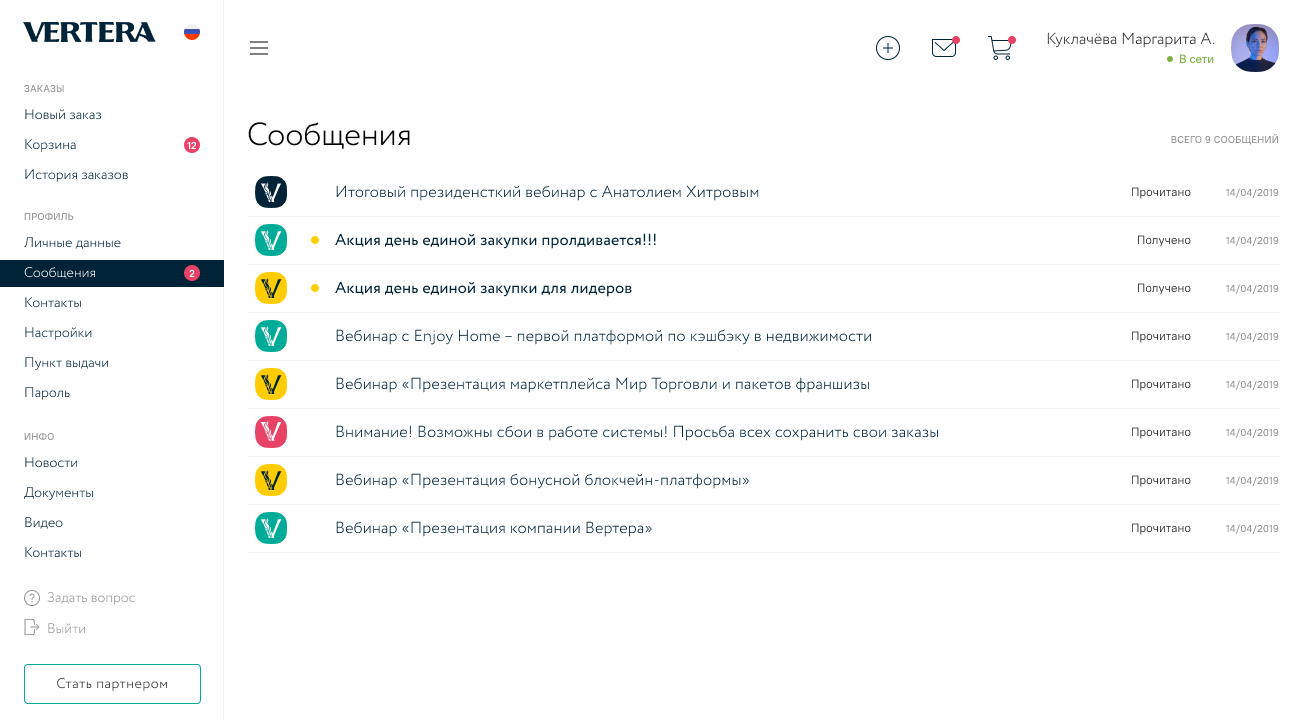 VERTERA
ЗАКАЗЫ
Новый заказ
Корзина 12
История заказов
ПРОФИЛЬ
Личные данные
Сообщения 2
Контакты
Настройки
Пункт выдачи
Пароль
ИНФО
Новости
Документы
Видео
Контакты
? Задать вопрос
Выйти
Стать партнером
Куклачёва Маргарита А.
В сети
Сообщения
ВСЕГО 9 СООБЩЕНИЙ
Итоговый президенсткий вебинар с Анатолием Хитровым Прочитано 14/04/2019
Акция день единой закупки пролдивается!!! Получено 14/04/2019
Акция день единой закупки для лидеров Получено 14/04/2019
Вебинар с Enjoy Home – первой платформой по кэшбэку в недвижимости Прочитано 14/04/2019
Вебинар «Презентация маркетплейса Мир Торговли и пакетов франшизы Прочитано 14/04/2019
Внимание! Возможны сбои в работе системы! Просьба всех сохранить свои заказы Прочитано 14/04/2019
Вебинар «Презентация бонусной блокчейн-платформы» Прочитано 14/04/2019
Вебинар «Презентация компании Вертера» Прочитано 14/04/2019